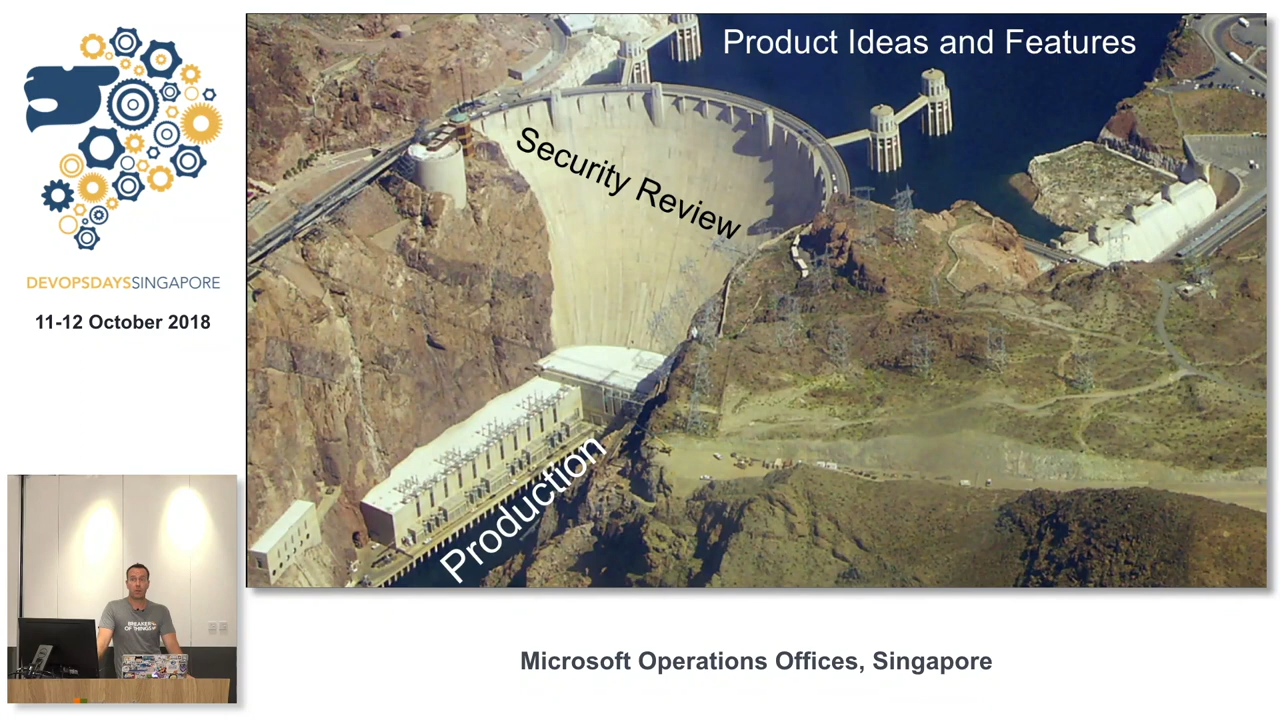 DEVOPSDAYSSINGAPORE
11-12 October 2018
Product Ideas and Features
Security Review
Production
BREAKER
OF THINGS
Microsoft Operations Offices, Singapore